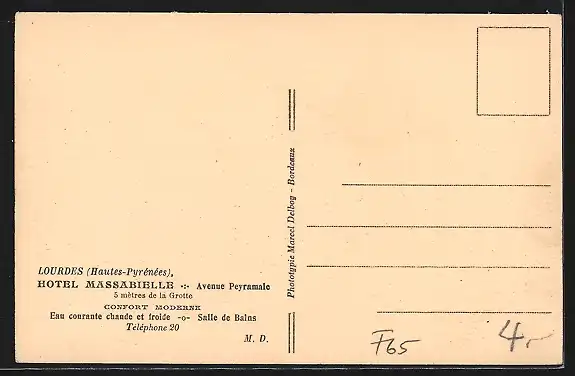 LOURDES (Hautes-Pyrénées),
HOTEL MASSABIELLE -:- Avenue Peyramale
5 mètres de la Grotte
CONFORT MODERNE
Eau courante chaude et froide -o- Salle de Bains
Téléphone 20
M. D.
Phototypie Marcel Delboy - Bordeaux
F65
4,-